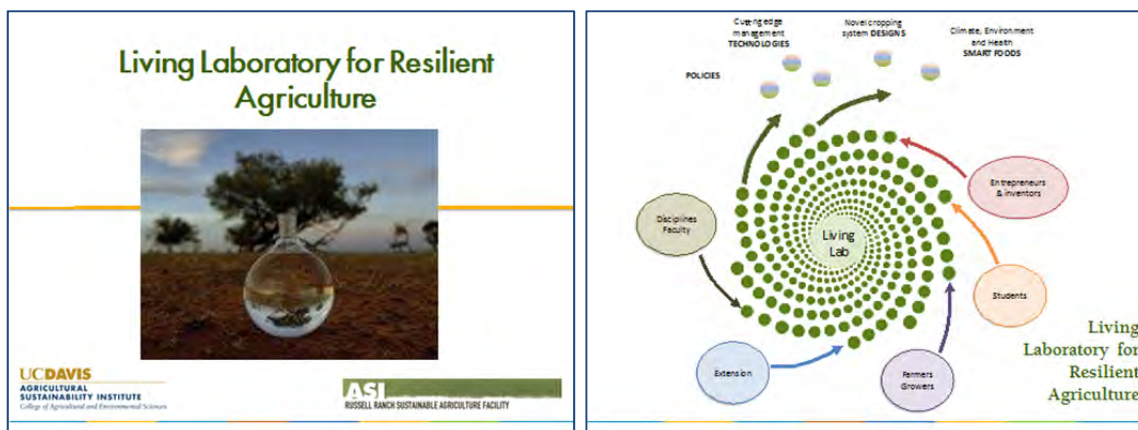 Living Laboratory for Resilient
Agriculture
UCDAVIS
AGRICULTURAL
SUSTAINABILITY INSTITUTE
College of Agricultural and Environmental Sciences
ASI
RUSSELL RANCH SUSTAINABLE AGRICULTURE FACILITY
Cutting edge
management
TECHNOLOGIES
Novel cropping
system DESIGNS
Climate, Environment
and Health
SMART FOODS
POLICIES
Entrepreneurs
& inventors
Disciplines
Faculty
Living
Lab
Students
Extension
Farmers
Growers
Living
Laboratory for
Resilient
Agriculture